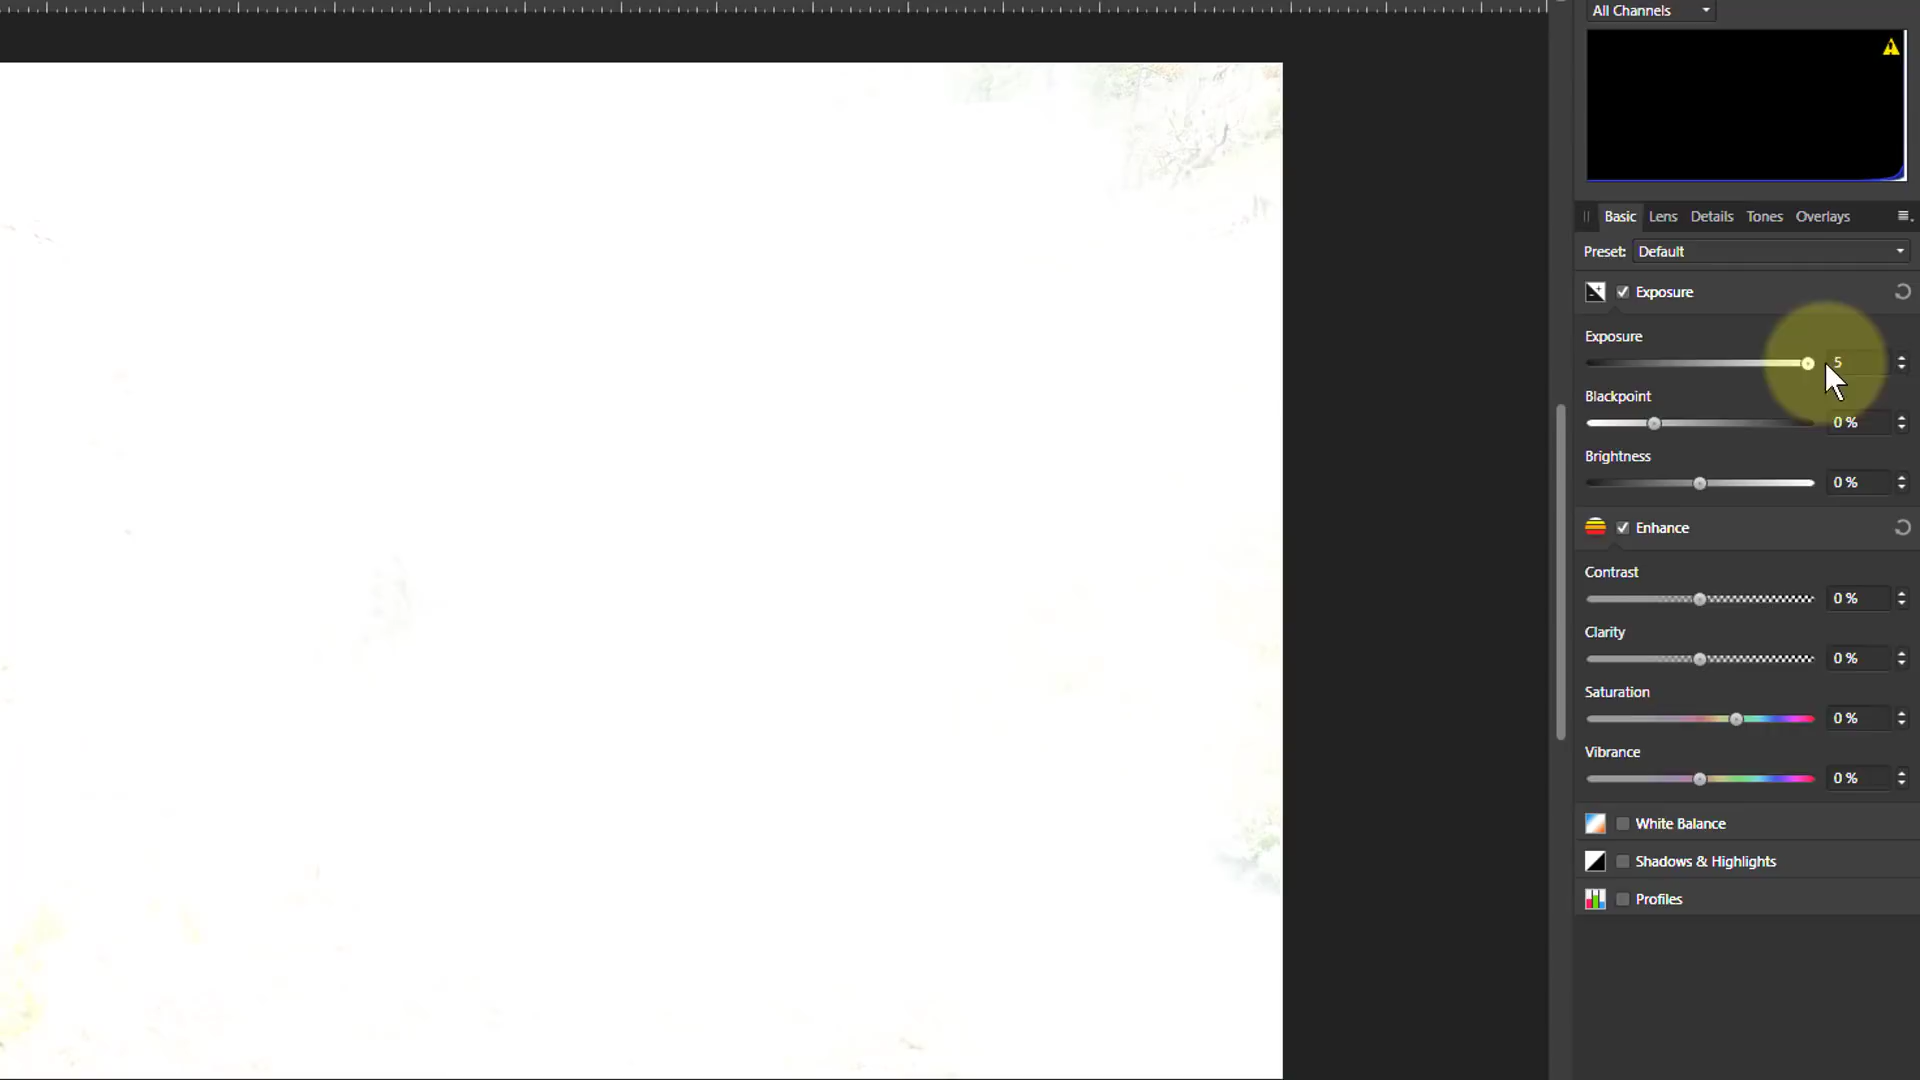 All Channels
Basic Lens Details Tones Overlays
Preset: Default
Exposure
Exposure
5
Blackpoint
0 %
Brightness
0 %
Enhance
Contrast
0 %
Clarity
0 %
Saturation
0 %
Vibrance
0 %
White Balance
Shadows & Highlights
Profiles